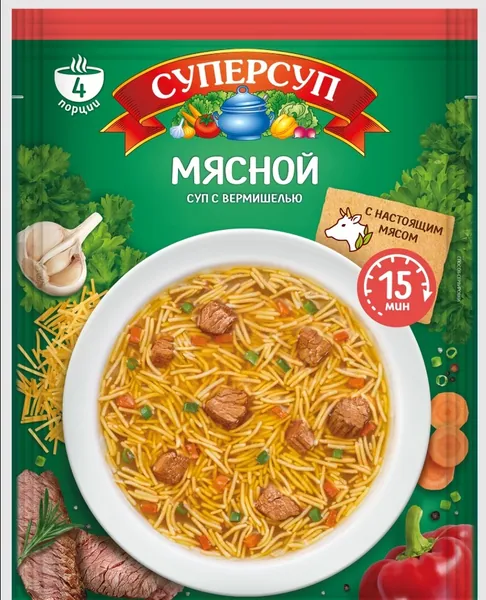 4
порции
СУПЕРСУП
МЯСНОЙ
СУП С ВЕРМИШЕЛЬЮ
С НАСТОЯЩИМ
МЯСОМ
15
МИН